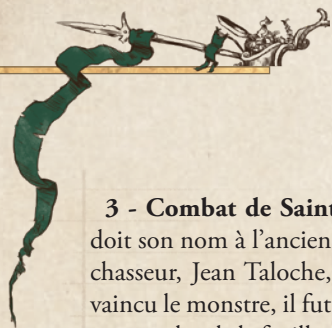 3 - Combat de Saint
doit son nom à l'ancien
chasseur, Jean Taloche,
vaincu le monstre, il fut